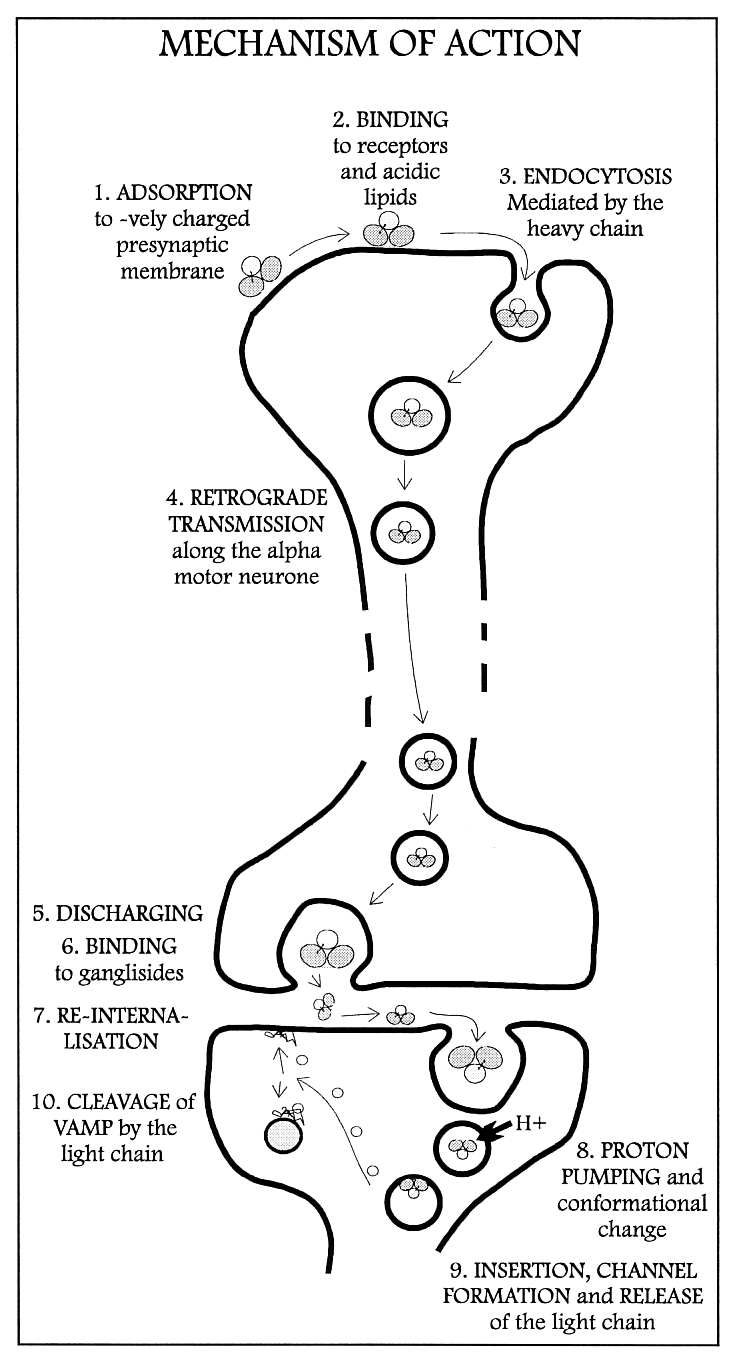 MECHANISM OF ACTION
1. ADSORPTION
to -vely charged
presynaptic
membrane
2. BINDING
to receptors
and acidic
lipids
3. ENDOCYTOSIS
Mediated by the
heavy chain
4. RETROGRADE
TRANSMISSION
along the alpha
motor neurone
5. DISCHARGING
6. BINDING
to ganglisides
7. RE-INTERNA-
LISATION
10. CLEAVAGE of
VAMP by the
light chain
H+
8. PROTON
PUMPING and
conformational
change
9. INSERTION, CHANNEL
FORMATION and RELEASE
of the light chain